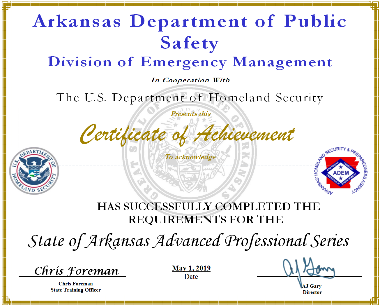 Arkansas Department of Public
Safety
Division of Emergency Management
In Cooperation With
The U.S. Department of Homeland Security
Presents this
Certificate of Achievement
To acknowledge
HAS SUCCESSFULLY COMPLETED THE
REQUIREMENTS FOR THE
State of Arkansas Advanced Professional Series
Chris Foreman
Chris Foreman
State Training Officer
May 1, 2019
Date
AJ Gary
AJ Gary
Director
ADEM